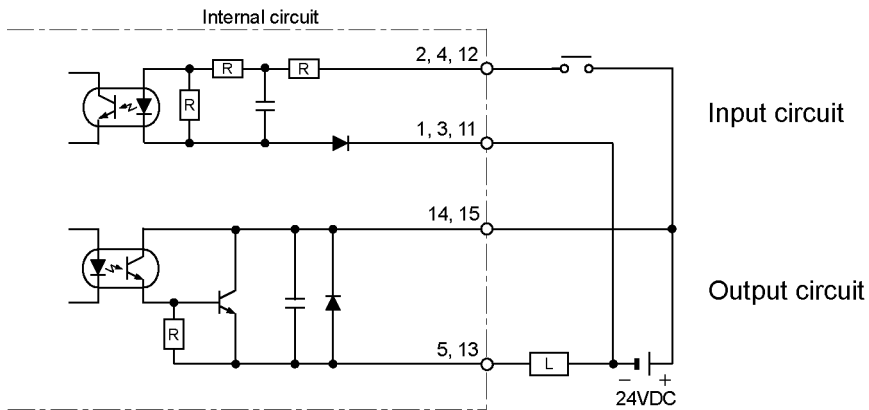 Internal circuit
2, 4, 12
R
R
R
1, 3, 11
Input circuit
14, 15
Output circuit
R
5, 13
L
− +
24VDC